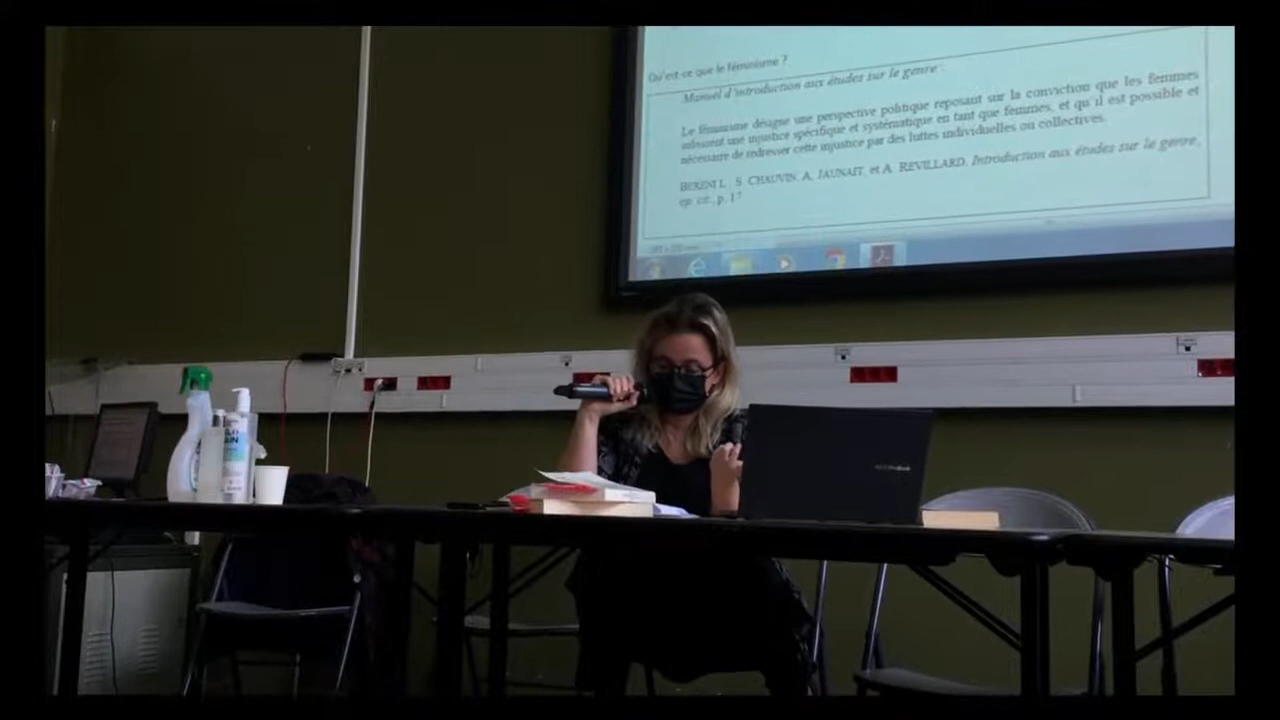 Qu'est-ce que le féminisme ?
Manuel d'introduction aux études sur le genre :
Le féminisme désigne une perspective politique reposant sur la conviction que les femmes
subissent une injustice spécifique et systématique en tant que femmes, et qu'il est possible et
nécessaire de redresser cette injustice par des luttes individuelles ou collectives.
BERENI L., S. CHAUVIN, A. JAUNAIT, et A. REVILLARD, Introduction aux études sur le genre,
op. cit., p. 17